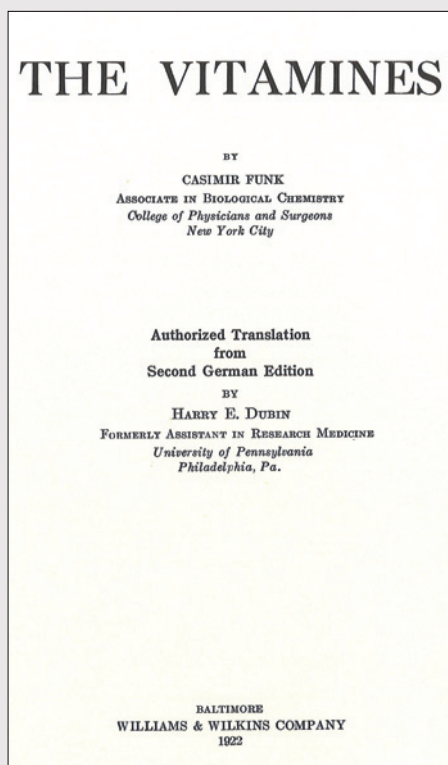 THE VITAMINES
BY
CASIMIR FUNK
ASSOCIATE IN BIOLOGICAL CHEMISTRY
College of Physicians and Surgeons
New York City
Authorized Translation
from
Second German Edition
BY
HARRY E. DUBIN
FORMERLY ASSISTANT IN RESEARCH MEDICINE
University of Pennsylvania
Philadelphia, Pa.
BALTIMORE
WILLIAMS & WILKINS COMPANY
1922